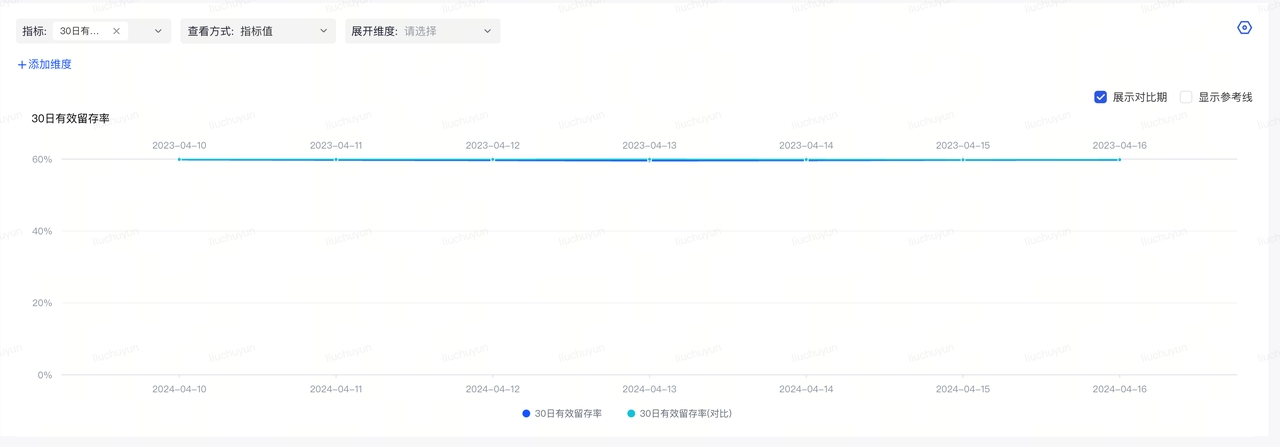 指标: 30日有... 查看方式: 指标值 展开维度: 请选择
+添加维度
展示对比期 显示参考线
30日有效留存率
2023-04-10 2023-04-11 2023-04-12 2023-04-13 2023-04-14 2023-04-15 2023-04-16
60%
40%
20%
0%
2024-04-10 2024-04-11 2024-04-12 2024-04-13 2024-04-14 2024-04-15 2024-04-16
30日有效留存率 30日有效留存率(对比)
liuchuyun